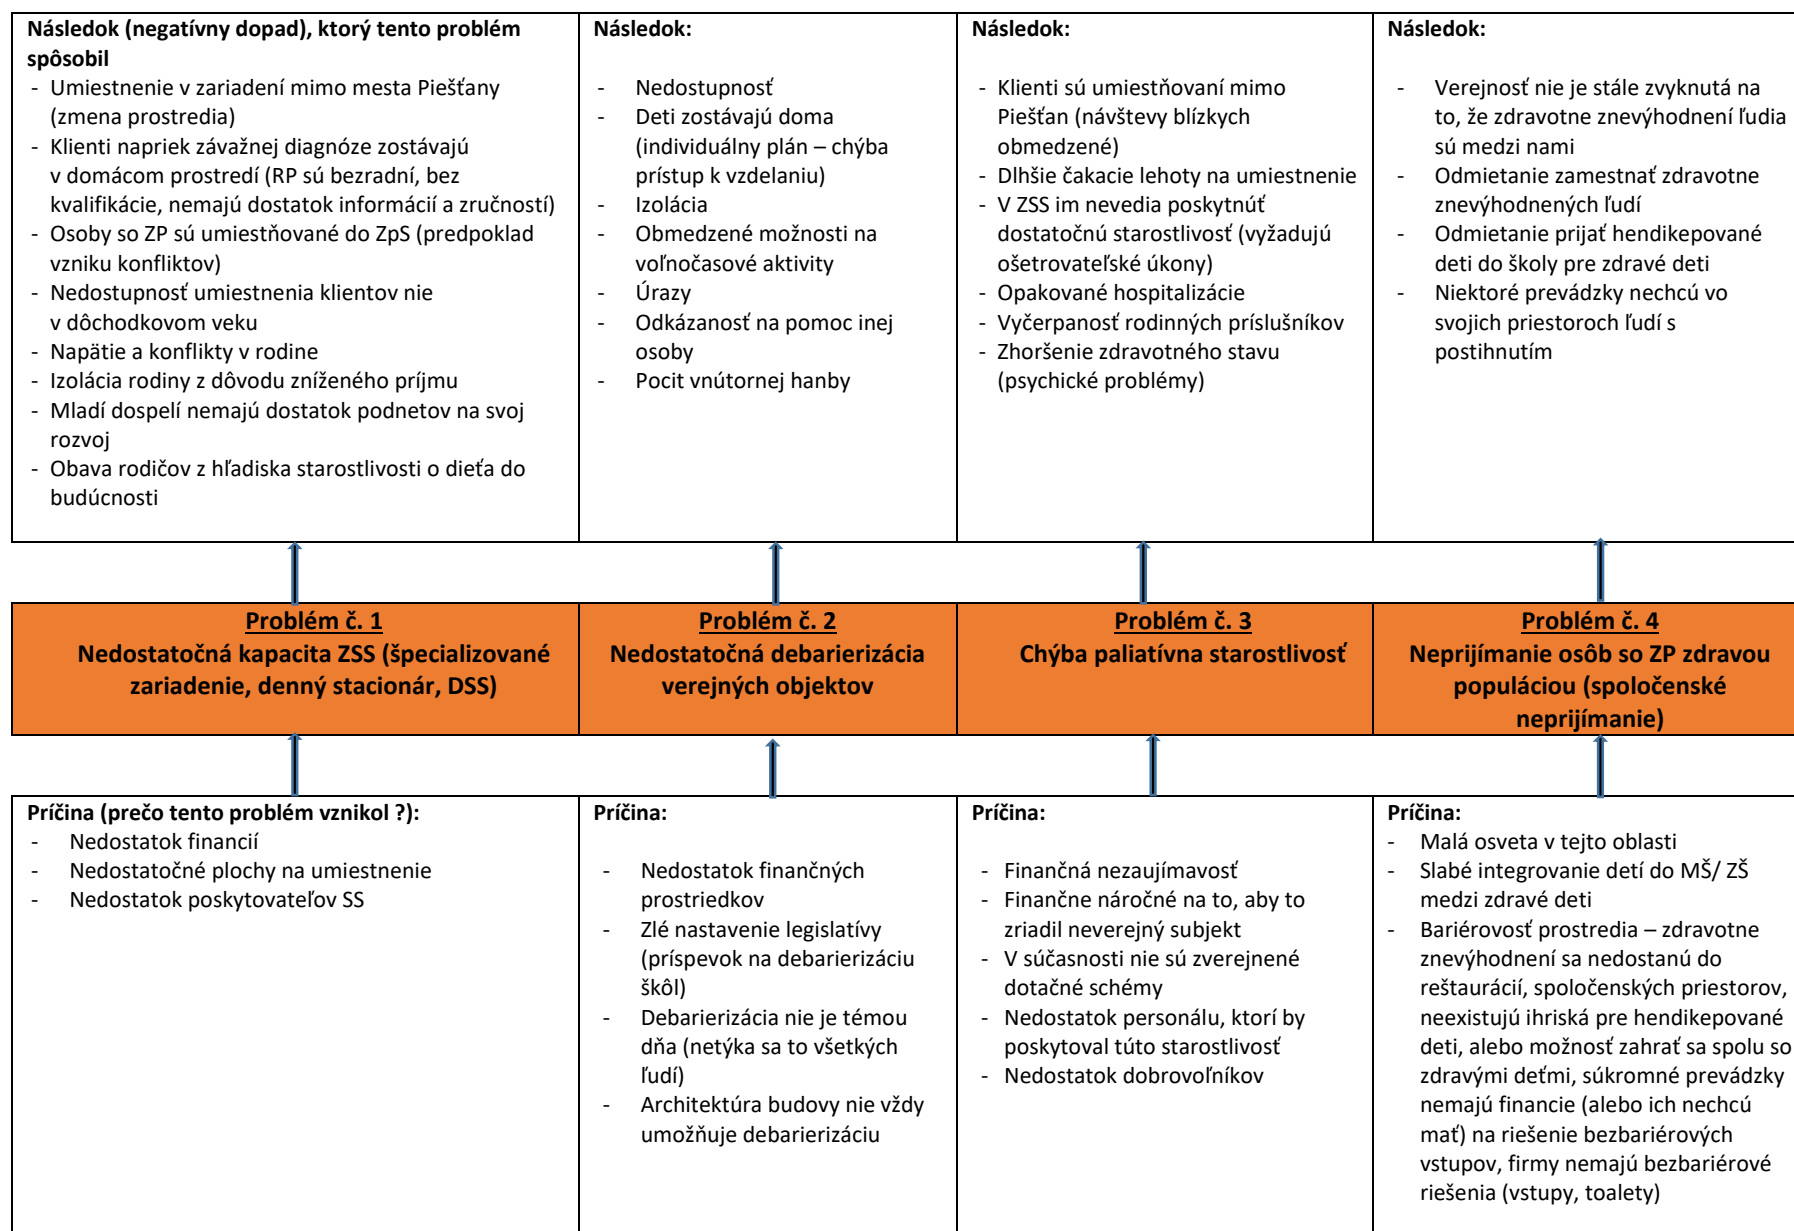 Následok (negatívny dopad), ktorý tento problém
spôsobil
- Umiestnenie v zariadení mimo mesta Piešťany
(zmena prostredia)
- Klienti napriek závažnej diagnóze zostávajú
v domácom prostredí (RP sú bezradní, bez
kvalifikácie, nemajú dostatok informácií a zručností)
- Osoby so ZP sú umiestňované do ZpS (predpoklad
vzniku konfliktov)
- Nedostupnosť umiestnenia klientov nie
v dôchodkovom veku
- Napätie a konflikty v rodine
- Izolácia rodiny z dôvodu zníženého príjmu
- Mladí dospelí nemajú dostatok podnetov na svoj
rozvoj
- Obava rodičov z hľadiska starostlivosti o dieťa do
budúcnosti
Následok:
- Nedostupnosť
- Deti zostávajú doma
(individuálny plán – chýba
prístup k vzdelaniu)
- Izolácia
- Obmedzené možnosti na
voľnočasové aktivity
- Úrazy
- Odkázanosť na pomoc inej
osoby
- Pocit vnútornej hanby
Následok:
- Klienti sú umiestňovaní mimo
Piešťan (návštevy blízkych
obmedzené)
- Dlhšie čakacie lehoty na umiestnenie
- V ZSS im nevedia poskytnúť
dostatočnú starostlivosť (vyžadujú
ošetrovateľské úkony)
- Opakované hospitalizácie
- Vyčerpanosť rodinných príslušníkov
- Zhoršenie zdravotného stavu
(psychické problémy)
Následok:
- Verejnosť nie je stále zvyknutá na
to, že zdravotne znevýhodnení ľudia
sú medzi nami
- Odmietanie zamestnať zdravotne
znevýhodnených ľudí
- Odmietanie prijať hendikepované
deti do školy pre zdravé deti
- Niektoré prevádzky nechcú vo
svojich priestoroch ľudí s
postihnutím
Problém č. 1
Nedostatočná kapacita ZSS (špecializované
zariadenie, denný stacionár, DSS)
Problém č. 2
Nedostatočná debarierizácia
verejných objektov
Problém č. 3
Chýba paliatívna starostlivosť
Problém č. 4
Neprijímanie osôb so ZP zdravou
populáciou (spoločenské
neprijímanie)
Príčina (prečo tento problém vznikol ?):
- Nedostatok financií
- Nedostatočné plochy na umiestnenie
- Nedostatok poskytovateľov SS
Príčina:
- Nedostatok finančných
prostriedkov
- Zlé nastavenie legislatívy
(príspevok na debarierizáciu
škôl)
- Debarierizácia nie je témou
dňa (netýka sa to všetkých
ľudí)
- Architektúra budovy nie vždy
umožňuje debarierizáciu
Príčina:
- Finančná nezaujímavosť
- Finančne náročné na to, aby to
zriadil neverejný subjekt
- V súčasnosti nie sú zverejnené
dotačné schémy
- Nedostatok personálu, ktorí by
poskytoval túto starostlivosť
- Nedostatok dobrovoľníkov
Príčina:
- Malá osveta v tejto oblasti
- Slabé integrovanie detí do MŠ/ ZŠ
medzi zdravé deti
- Bariérovosť prostredia – zdravotne
znevýhodnení sa nedostanú do
reštaurácií, spoločenských priestorov,
neexistujú ihriská pre hendikepované
deti, alebo možnosť zahrať sa spolu so
zdravými deťmi, súkromné prevádzky
nemajú financie (alebo ich nechcú
mať) na riešenie bezbariérových
vstupov, firmy nemajú bezbariérové
riešenia (vstupy, toalety)